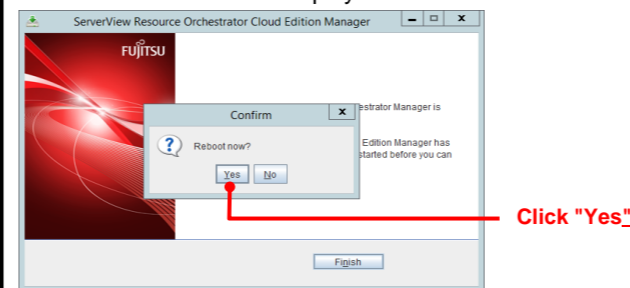 ServerView Resource Orchestrator Cloud Edition Manager
FUJITSU
estrator Manager is
Confirm
Edition Manager has
Reboot now?
started before you can
Yes No
Click "Yes"
Finish